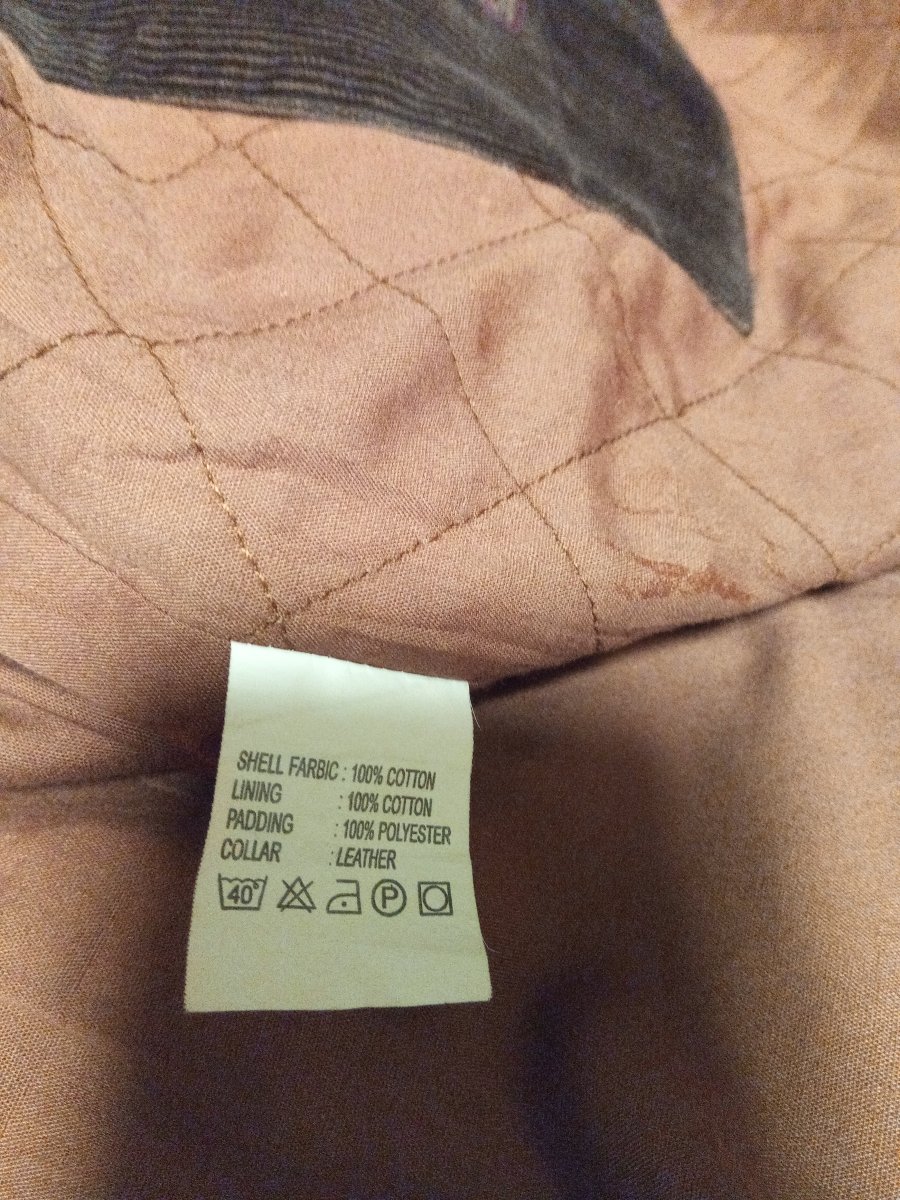 SHELL FARBIC : 100% COTTON
LINING : 100% COTTON
PADDING : 100% POLYESTER
COLLAR : LEATHER
40° P